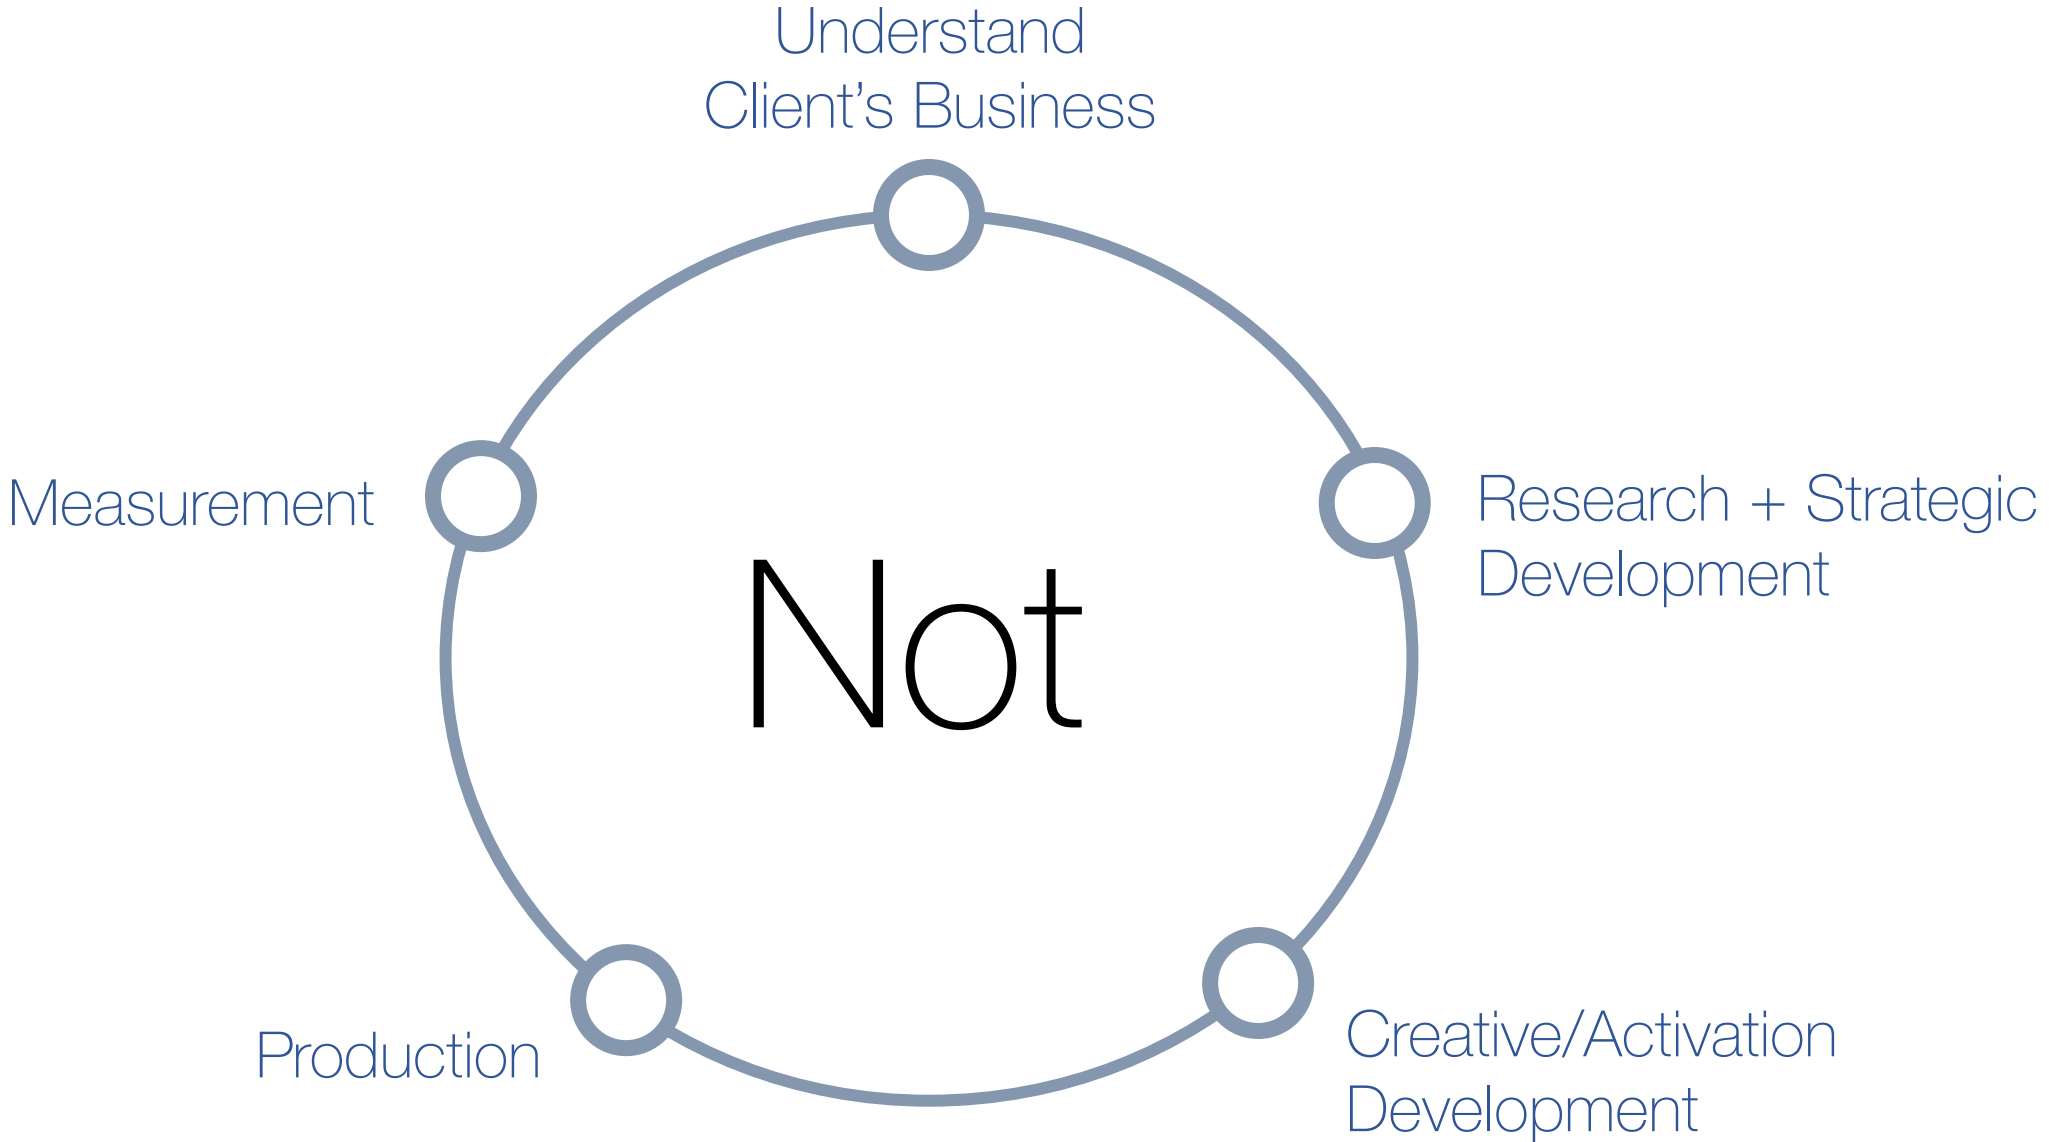 Understand
Client's Business
Measurement
Research + Strategic
Development
Not
Production
Creative/Activation
Development